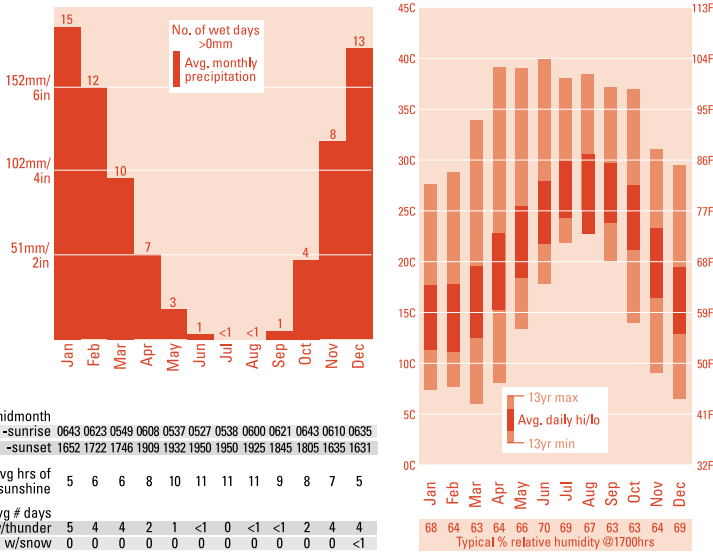 15
No. of wet days
>0mm
Avg. monthly
precipitation
13
12
152mm/
6in
10
8
102mm/
4in
7
4
51mm/
2in
3
1
<1
<1
1
Jan Feb Mar Apr May Jun Jul Aug Sep Oct Nov Dec
midmonth
-sunrise 0643 0623 0549 0608 0537 0527 0538 0600 0621 0643 0610 0635
-sunset 1652 1722 1746 1909 1932 1950 1950 1925 1845 1805 1635 1631
vg hrs of
sunshine 5 6 6 8 10 11 11 11 9 8 7 5
vg # days
/thunder 5 4 4 2 1 <1 0 <1 <1 2 4 4
w/snow 0 0 0 0 0 0 0 0 0 0 0 <1
45C 113F
40C 104F
35C 95F
30C 86F
25C 77F
20C 68F
15C 59F
10C 50F
5C 41F
0C 32F
13yr max
Avg. daily hi/lo
13yr min
Jan Feb Mar Apr May Jun Jul Aug Sep Oct Nov Dec
68 64 63 64 66 70 69 67 63 63 64 69
Typical % relative humidity @1700hrs